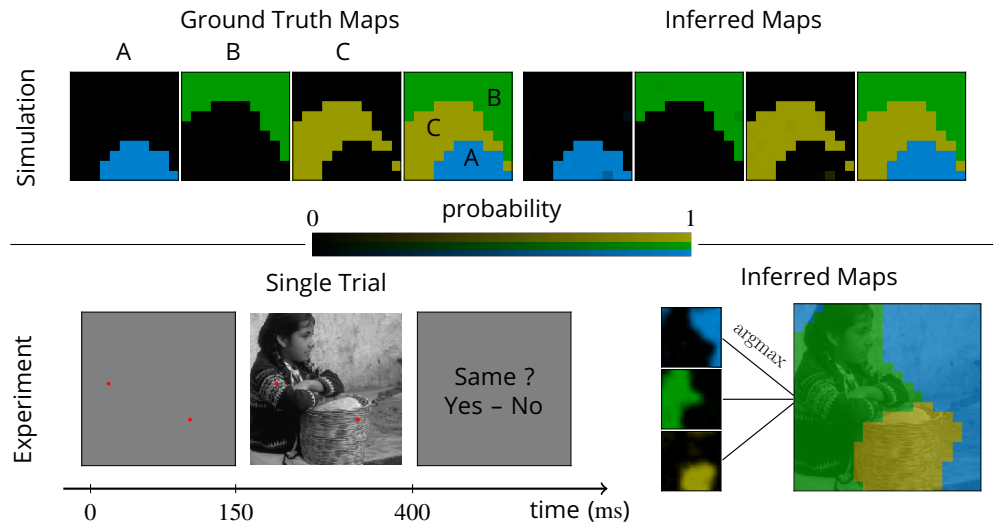 Ground Truth Maps
Inferred Maps
A
B
C
Simulation
B
C
A
0
probability
1
Single Trial
Inferred Maps
Experiment
Same ?
Yes – No
argmax
0
150
400
time (ms)